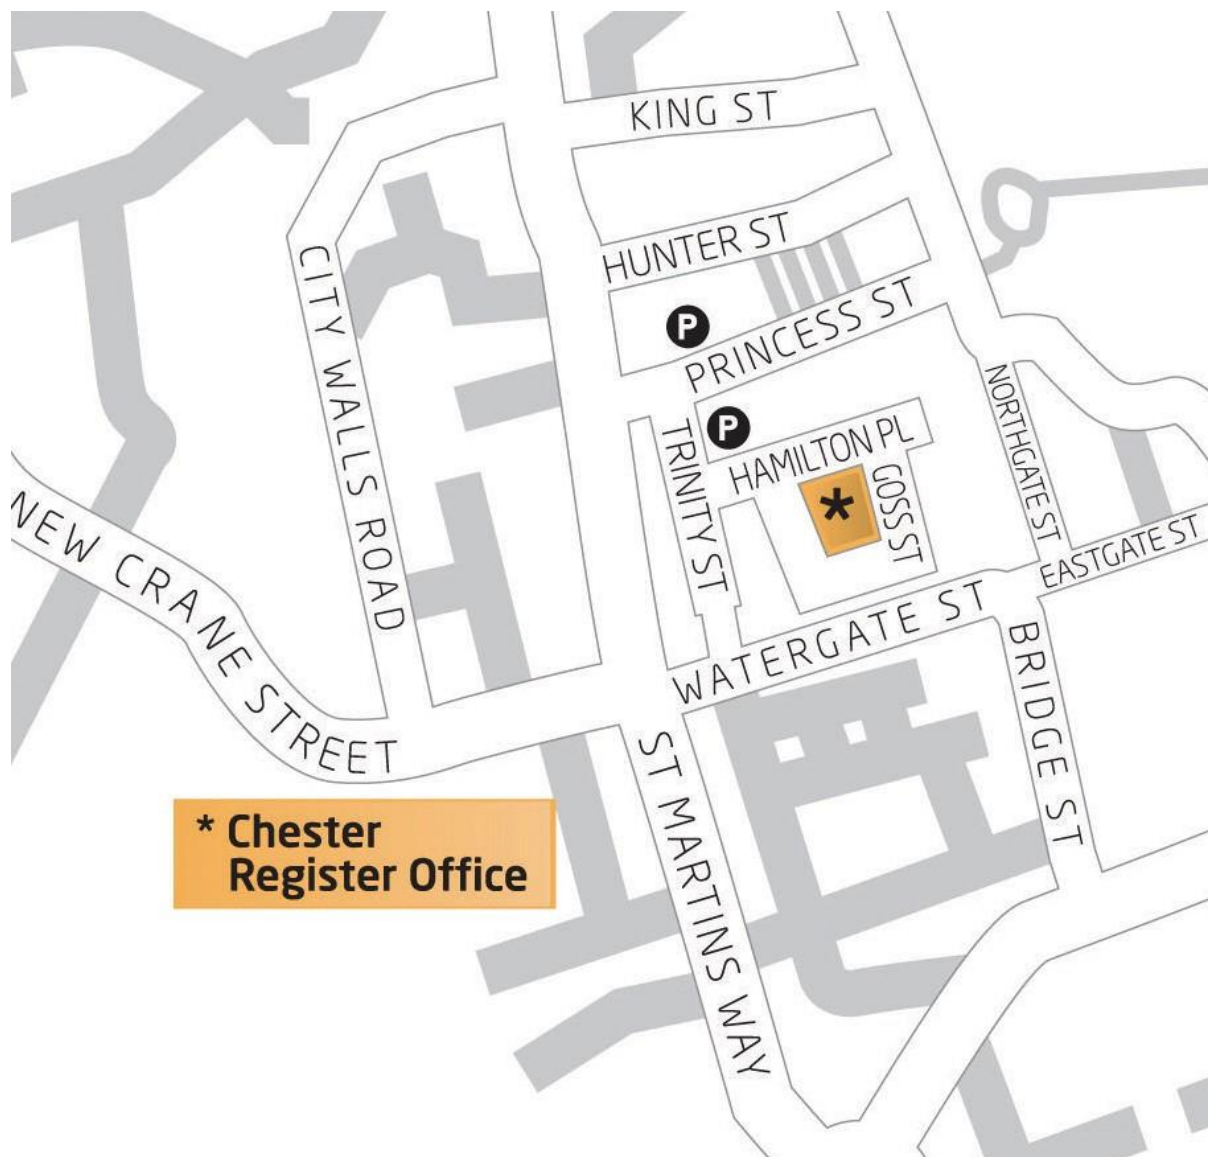 KING ST
HUNTER ST
CITY WALLS ROAD
P
PRINCESS ST
NORTHGATE ST
P
TRINITY ST
HAMILTON PL
*
GOSS ST
NEW CRANE STREET
EASTGATE ST
WATERGATE ST
BRIDGE ST
ST MARTINS WAY
* Chester
Register Office